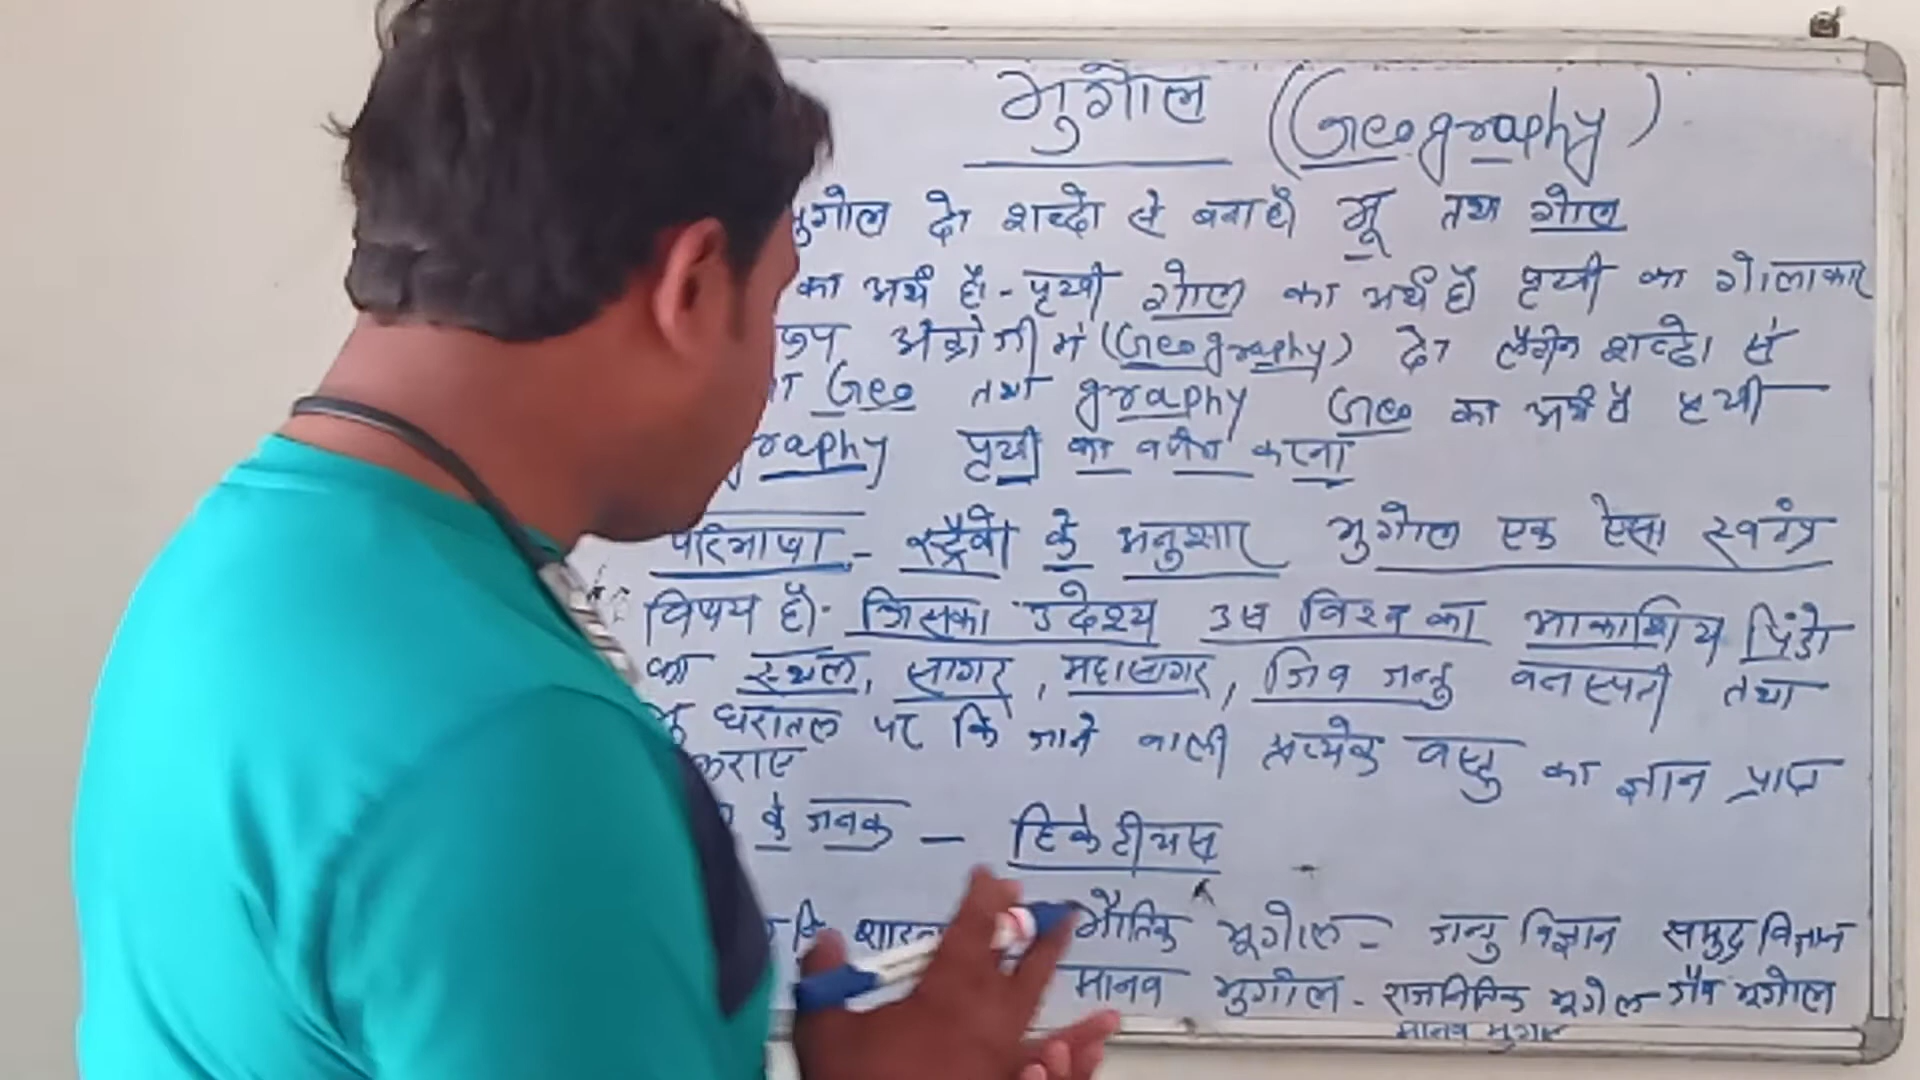 भुगोल (Geography)
भुगोल दो शब्दो से बना है भू तथा गोल
का अर्थ है - पृथ्वी गोल का अर्थ है पृथ्वी का गोलाकार
रूप अंग्रेजी में (Geography) दो लैटीन शब्दो से
Geo तथा graphy Geo का अर्थ है पृथ्वी
graphy पृथ्वी का वर्णन करना
परिभाषा - स्ट्रैबो के अनुसार भुगोल एक ऐसा स्वतंत्र
विषय है - जिसका उदेश्य उस विश्व का आकाशिय पिंडो
का स्थल, सागर, महासागर, जिव जन्तु वनस्पती तथा
भु धरातल पर कि जाने वाली प्रत्येक वस्तु का ज्ञान प्राप्त
कराए
के जनक - हिकेटीयस
कि शाखा भौतिक भूगोल - जन्तु विज्ञान समुद्र विज्ञान
मानव भुगोल - राजनितिक भूगोल जैव भूगोल
मानव भुगोल